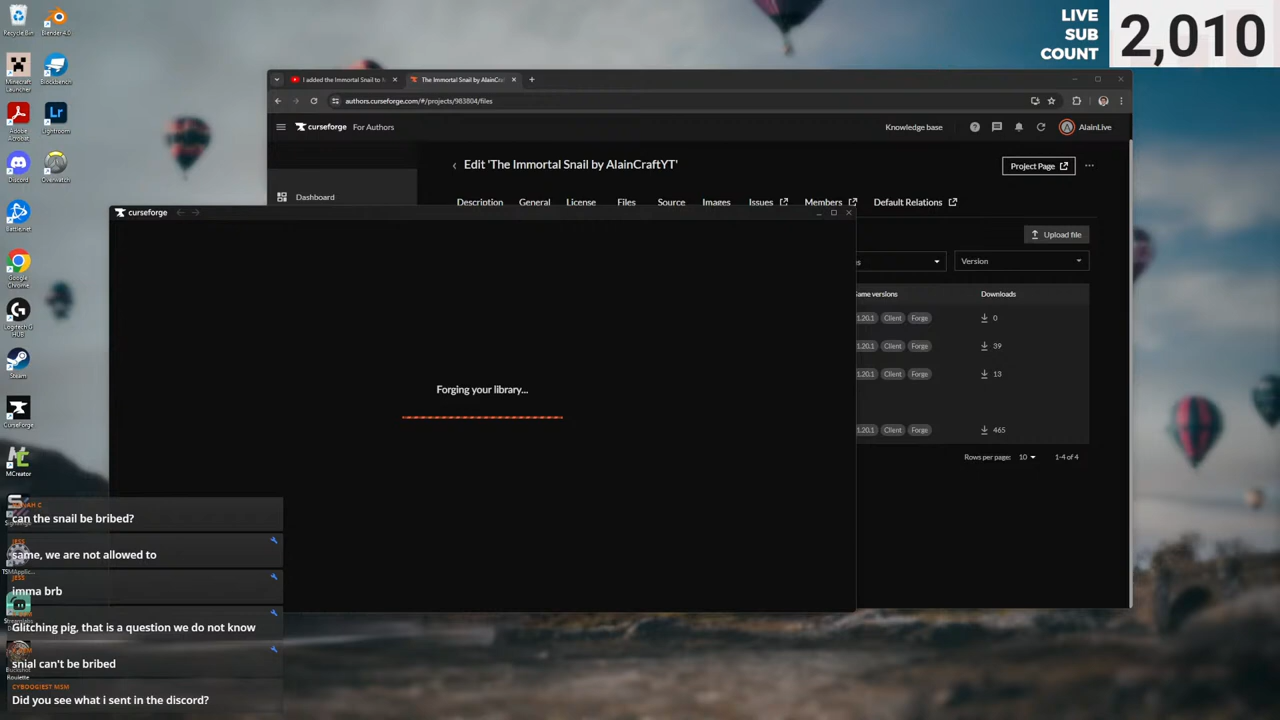 LIVE
SUB
COUNT
2,010
Recycle Bin
Blender 4.0
Minecraft
Launcher
Blockbench
Adobe
Acrobat
Lightroom
Discord
Overwatch
Battle.net
Google
Chrome
Logitech G
HUB
Steam
CurseForge
MCreator
I added the Immortal Snail to
The Immortal Snail by AlainCra
authors.curseforge.com/#/projects/983804/files
curseforge For Authors
Knowledge base
AlainLive
Edit 'The Immortal Snail by AlainCraftYT'
Project Page
Dashboard
Description General License Files Source Images Issues Members Default Relations
curseforge
Upload file
Version
Downloads
1.20.1 Client Forge 0
1.20.1 Client Forge 39
1.20.1 Client Forge 13
1.20.1 Client Forge 465
Rows per page: 10 1-4 of 4
Forging your library...
can the snail be bribed?
JESS
same, we are not allowed to
JESS
imma brb
Glitching pig, that is a question we do not know
snial can't be bribed
CYBOOGIEST MSM
Did you see what i sent in the discord?
Roulette